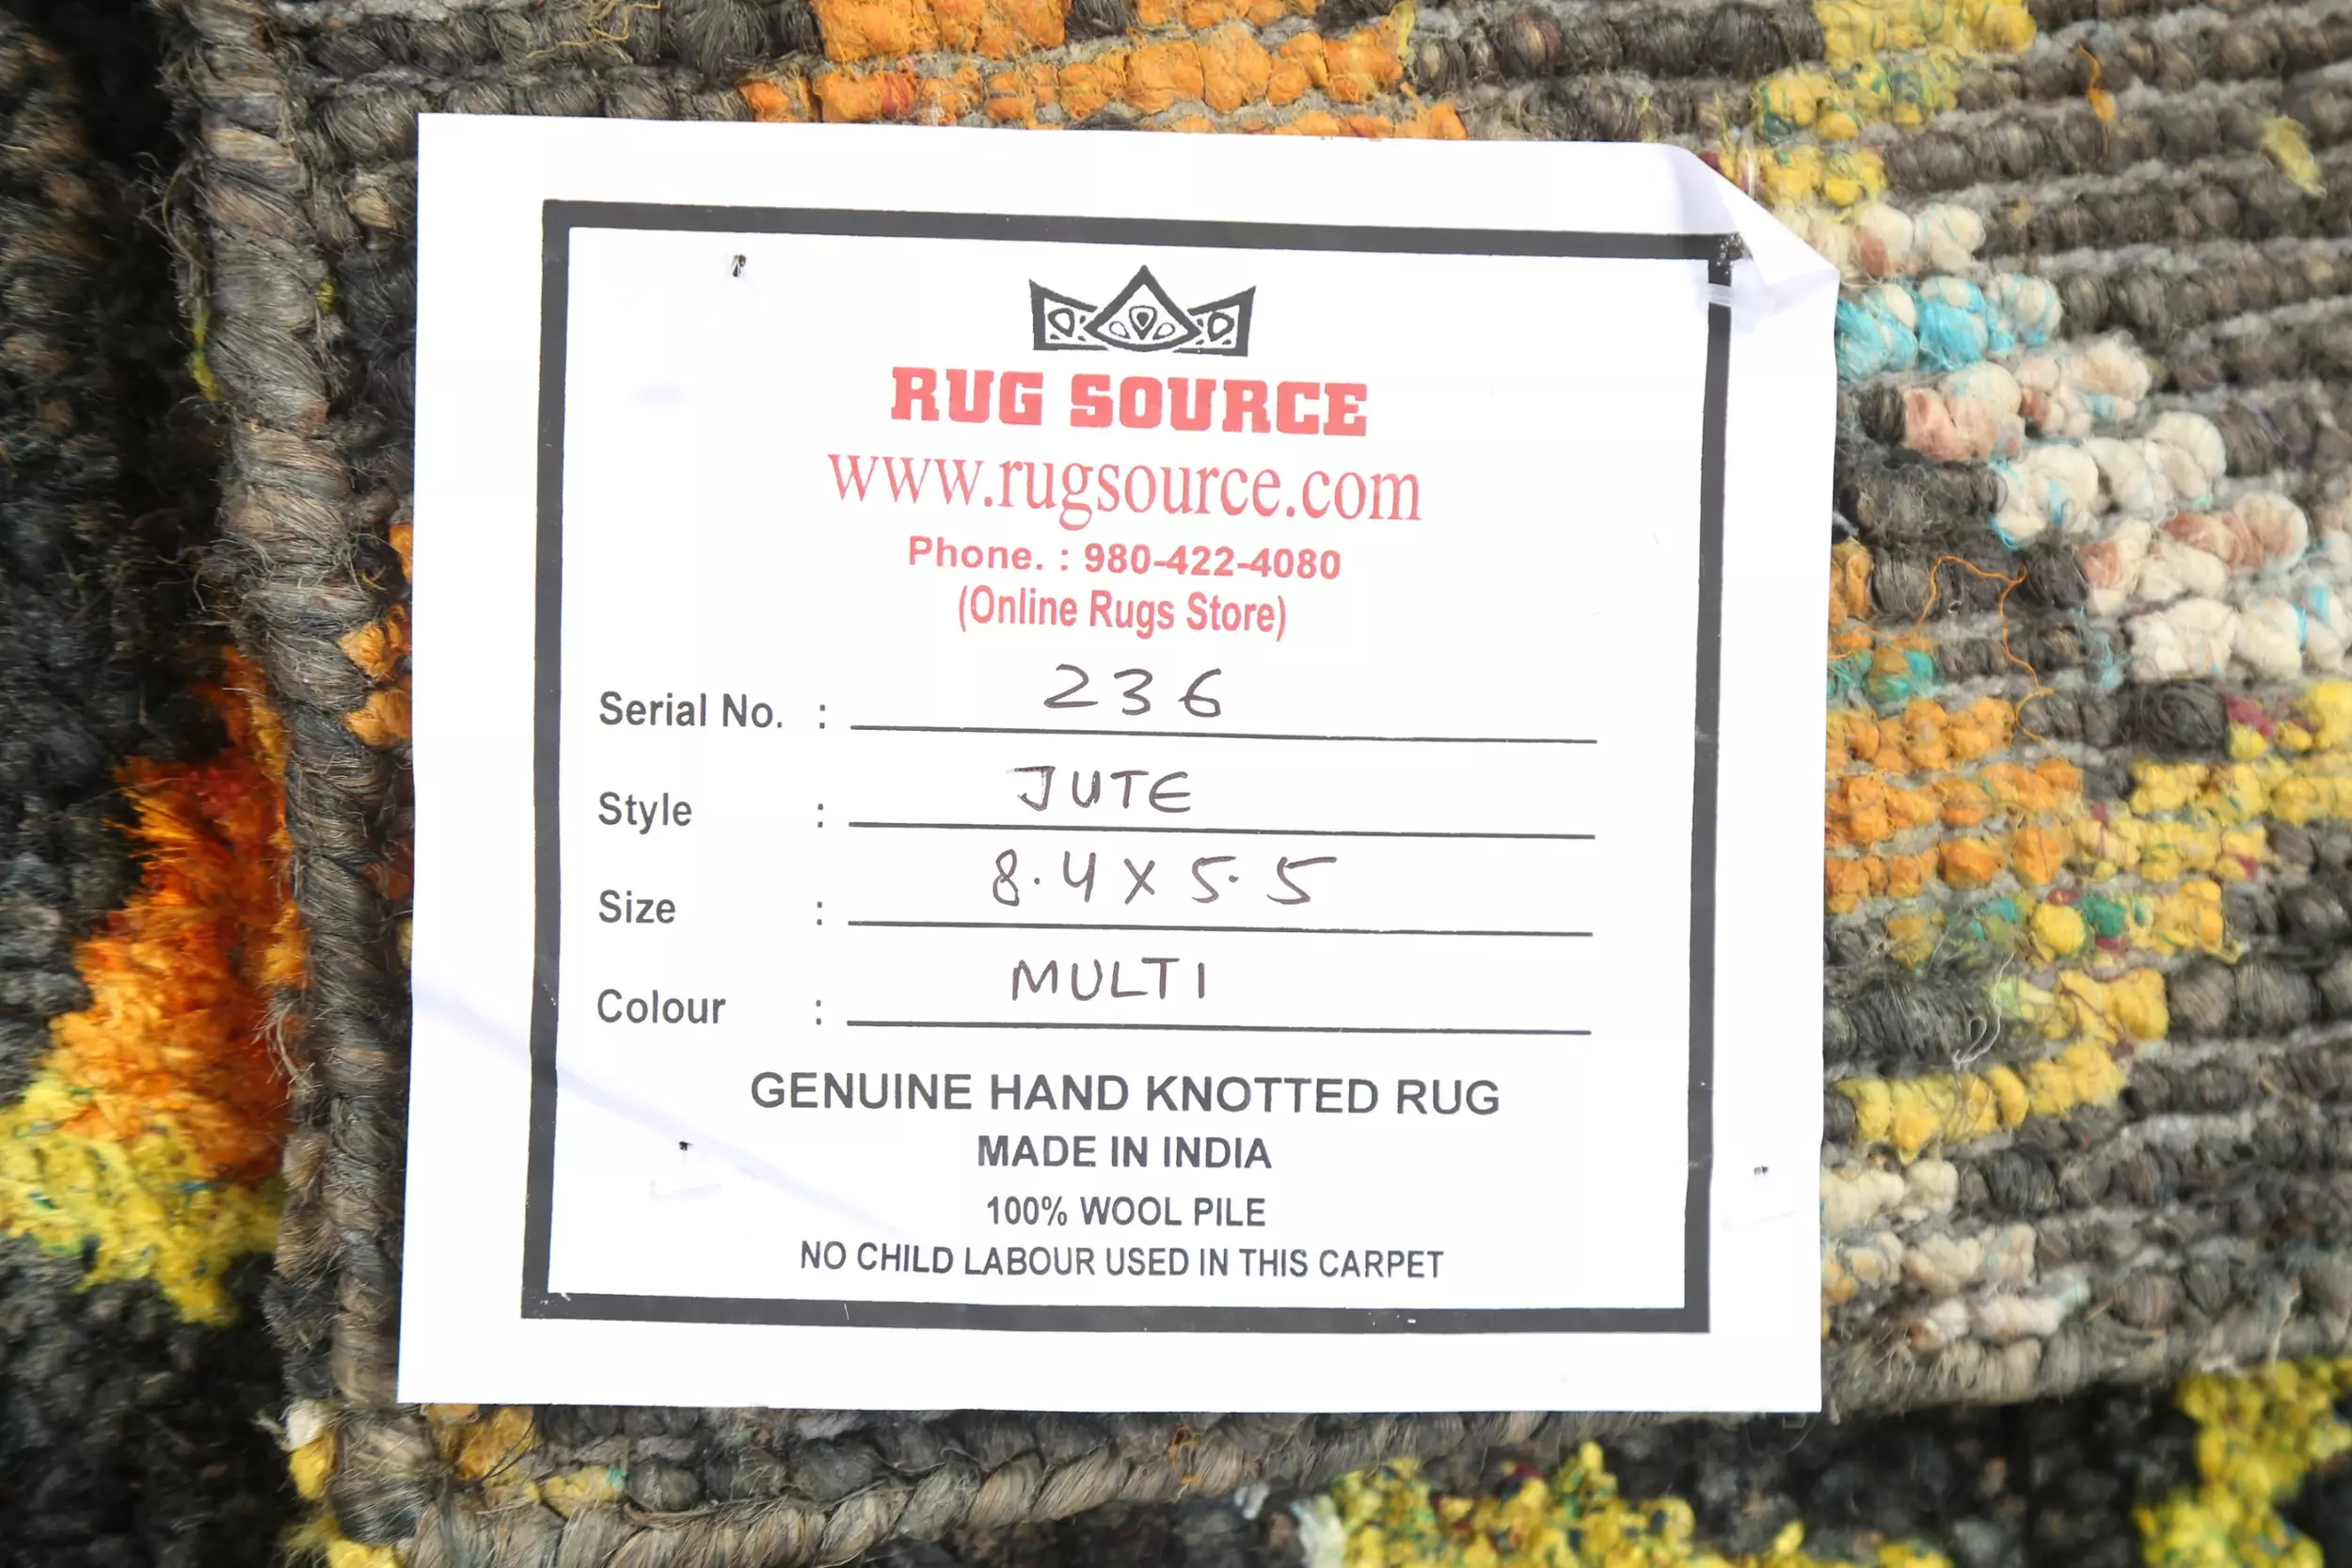 RUG SOURCE
www.rugsource.com
Phone. : 980-422-4080
(Online Rugs Store)
Serial No. : 236
Style : JUTE
Size : 8.4 X 5.5
Colour : MULTI
GENUINE HAND KNOTTED RUG
MADE IN INDIA
100% WOOL PILE
NO CHILD LABOUR USED IN THIS CARPET